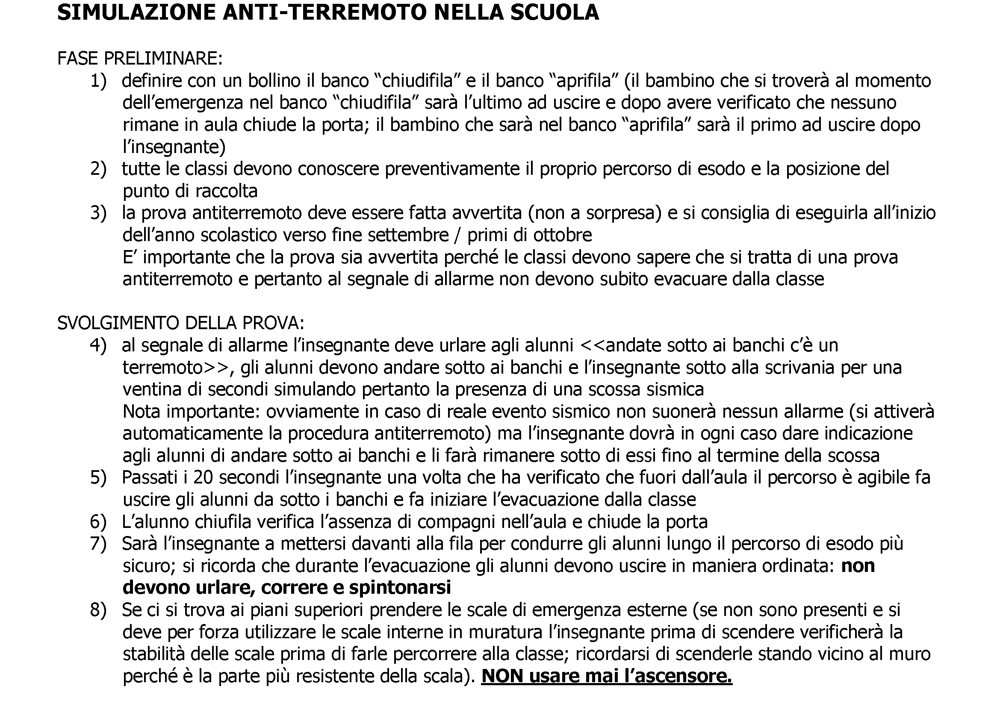 SIMULAZIONE ANTI-TERREMOTO NELLA SCUOLA
FASE PRELIMINARE:
1) definire con un bollino il banco “chiudifila” e il banco “aprifila” (il bambino che si troverà al momento
dell’emergenza nel banco “chiudifila” sarà l’ultimo ad uscire e dopo avere verificato che nessuno
rimane in aula chiude la porta; il bambino che sarà nel banco “aprifila” sarà il primo ad uscire dopo
l’insegnante)
2) tutte le classi devono conoscere preventivamente il proprio percorso di esodo e la posizione del
punto di raccolta
3) la prova antiterremoto deve essere fatta avvertita (non a sorpresa) e si consiglia di eseguirla all’inizio
dell’anno scolastico verso fine settembre / primi di ottobre
E’ importante che la prova sia avvertita perché le classi devono sapere che si tratta di una prova
antiterremoto e pertanto al segnale di allarme non devono subito evacuare dalla classe
SVOLGIMENTO DELLA PROVA:
4) al segnale di allarme l’insegnante deve urlare agli alunni <<andate sotto ai banchi c’è un
terremoto>>, gli alunni devono andare sotto ai banchi e l’insegnante sotto alla scrivania per una
ventina di secondi simulando pertanto la presenza di una scossa sismica
Nota importante: ovviamente in caso di reale evento sismico non suonerà nessun allarme (si attiverà
automaticamente la procedura antiterremoto) ma l’insegnante dovrà in ogni caso dare indicazione
agli alunni di andare sotto ai banchi e li farà rimanere sotto di essi fino al termine della scossa
5) Passati i 20 secondi l’insegnante una volta che ha verificato che fuori dall’aula il percorso è agibile fa
uscire gli alunni da sotto i banchi e fa iniziare l’evacuazione dalla classe
6) L’alunno chiufila verifica l’assenza di compagni nell’aula e chiude la porta
7) Sarà l’insegnante a mettersi davanti alla fila per condurre gli alunni lungo il percorso di esodo più
sicuro; si ricorda che durante l’evacuazione gli alunni devono uscire in maniera ordinata: non
devono urlare, correre e spintonarsi
8) Se ci si trova ai piani superiori prendere le scale di emergenza esterne (se non sono presenti e si
deve per forza utilizzare le scale interne in muratura l’insegnante prima di scendere verificherà la
stabilità delle scale prima di farle percorrere alla classe; ricordarsi di scenderle stando vicino al muro
perché è la parte più resistente della scala). NON usare mai l’ascensore.